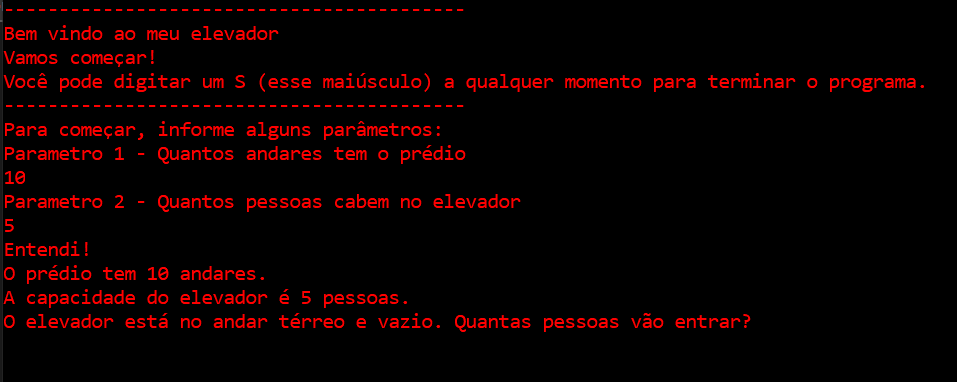 ------------------------------------------
Bem vindo ao meu elevador
Vamos começar!
Você pode digitar um S (esse maiúsculo) a qualquer momento para terminar o programa.
------------------------------------------
Para começar, informe alguns parâmetros:
Parametro 1 - Quantos andares tem o prédio
10
Parametro 2 - Quantos pessoas cabem no elevador
5
Entendi!
O prédio tem 10 andares.
A capacidade do elevador é 5 pessoas.
O elevador está no andar térreo e vazio. Quantas pessoas vão entrar?